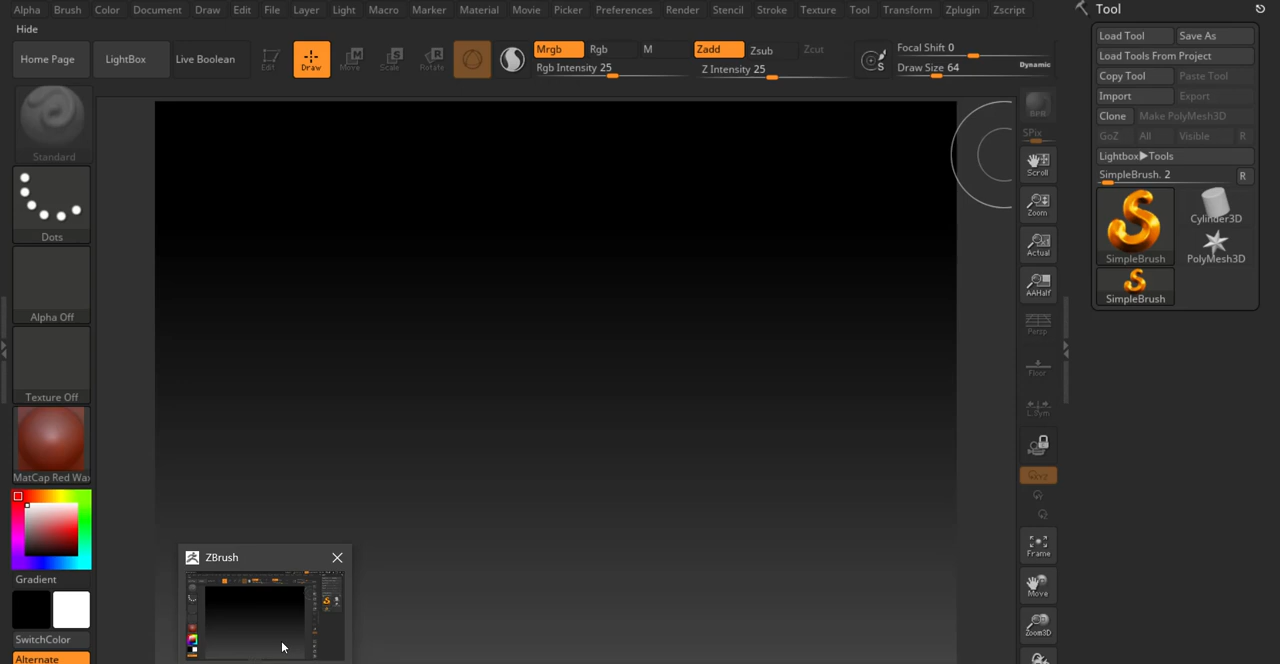 Alpha Brush Color Document Draw Edit File Layer Light Macro Marker Material Movie Picker Preferences Render Stencil Stroke Texture Tool Transform Zplugin Zscript
Hide
Home Page LightBox Live Boolean Edit Draw Move Scale Rotate
Mrgb Rgb M Zadd Zsub Zcut
Rgb Intensity 25 Z Intensity 25
S Focal Shift 0
Draw Size 64 Dynamic
Standard
Dots
Alpha Off
Texture Off
MatCap Red Wax
Gradient
SwitchColor
Alternate
ZBrush
BPR
SPix
Scroll
Zoom
Actual
AAHalf
Persp
Floor
L.Sym
XYZ
Frame
Move
Zoom3D
Tool
Load Tool Save As
Load Tools From Project
Copy Tool Paste Tool
Import Export
Clone Make PolyMesh3D
GoZ All Visible R
Lightbox▶Tools
SimpleBrush. 2 R
SimpleBrush Cylinder3D
PolyMesh3D
SimpleBrush